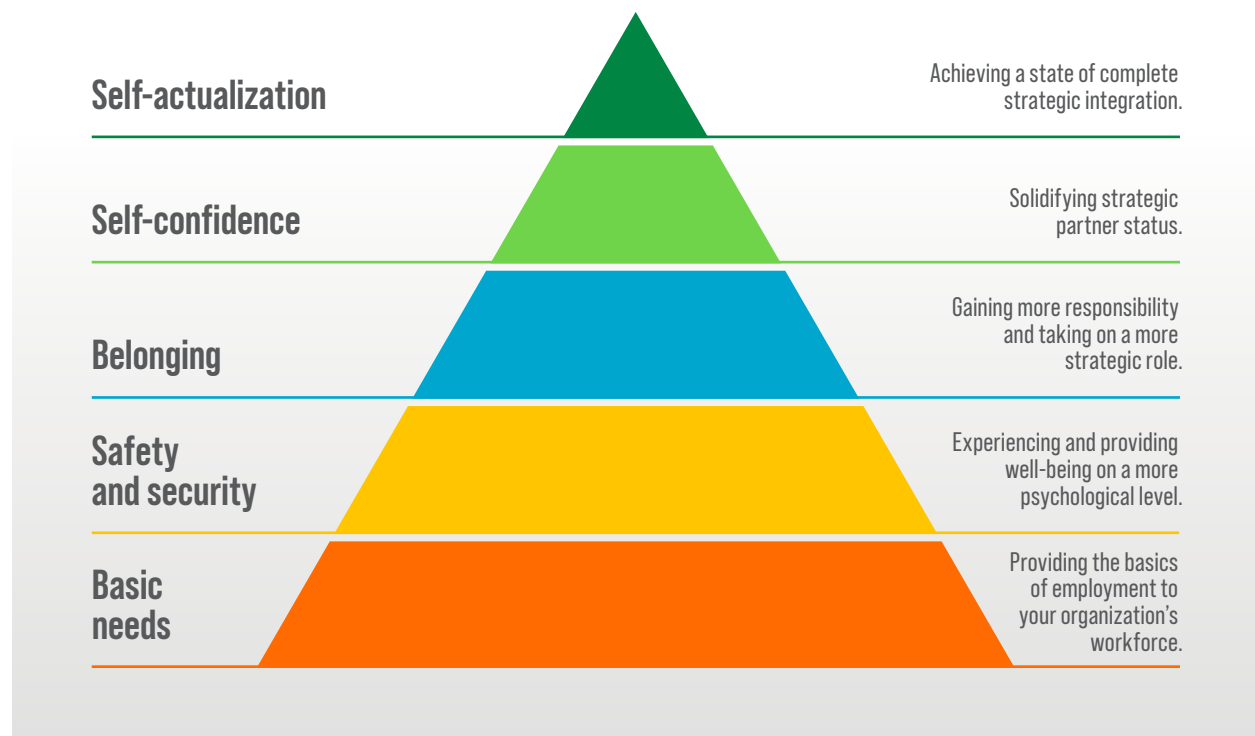 Self-actualization
Achieving a state of complete
strategic integration.
Self-confidence
Solidifying strategic
partner status.
Belonging
Gaining more responsibility
and taking on a more
strategic role.
Safety
and security
Experiencing and providing
well-being on a more
psychological level.
Basic
needs
Providing the basics
of employment to
your organization’s
workforce.